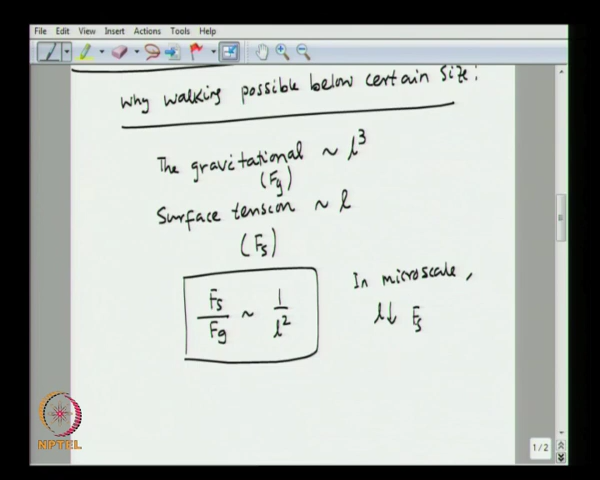 File Edit View Insert Actions Tools Help
Why walking possible below certain size:
The gravitational ~ l³
(Fg)
Surface tension ~ l
(Fs)
Fs/Fg ~ 1/l²
In microscale,
l↓ Fs
NPTEL
1/2